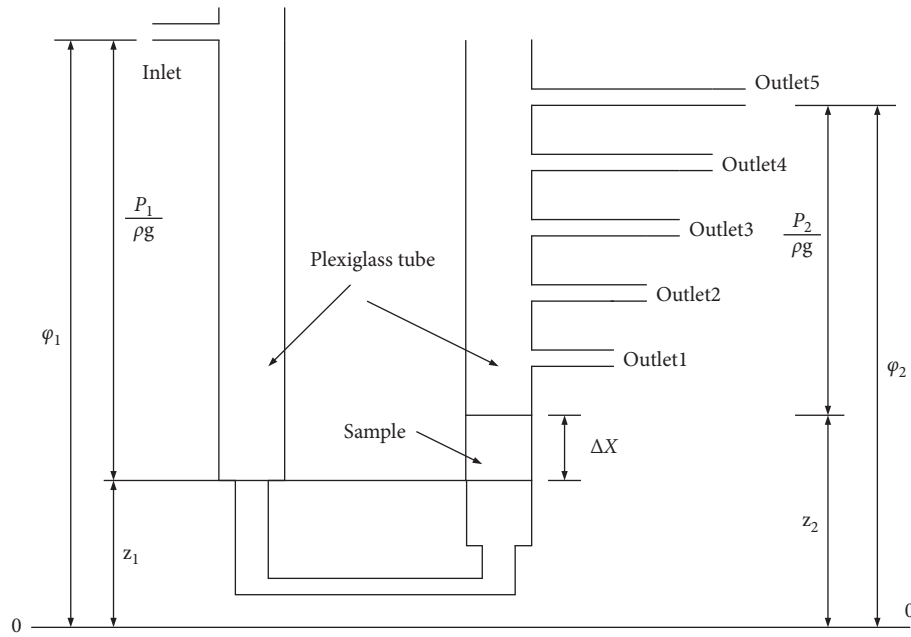 Inlet
Outlet5
Outlet4
P₁
ρg
Outlet3
P₂
ρg
Plexiglass tube
Outlet2
φ₁
Outlet1
φ₂
Sample
ΔX
z₁
z₂
0
0